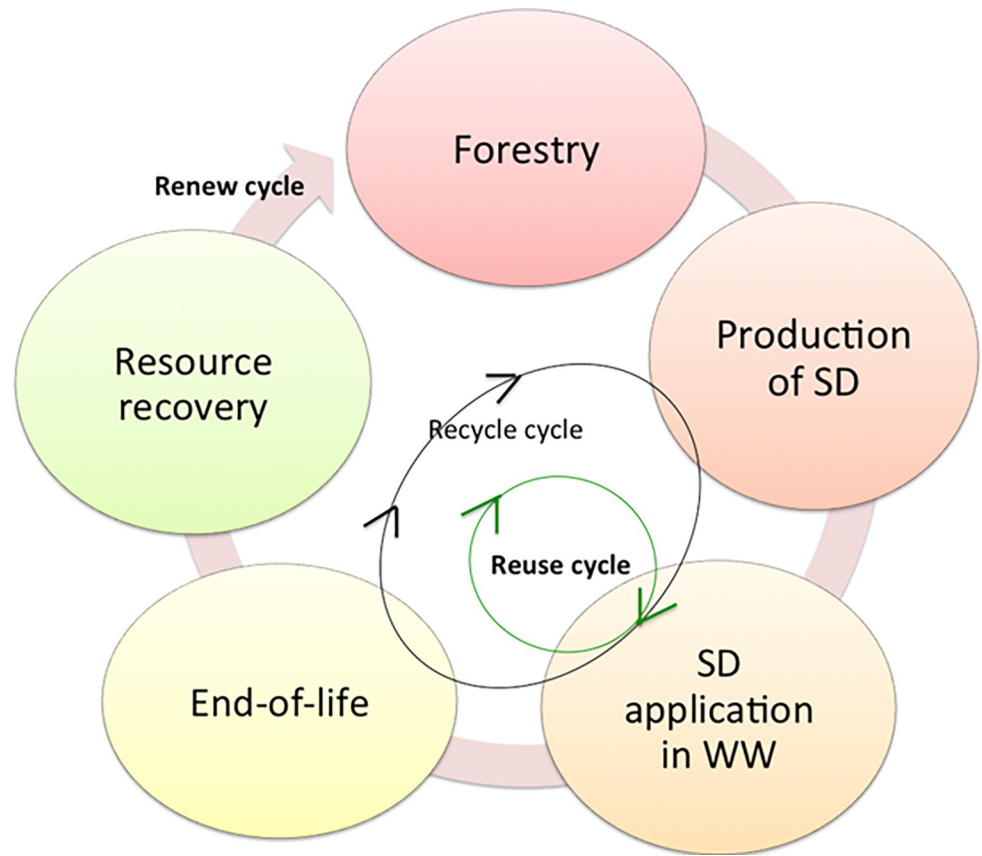 Forestry
Renew cycle
Production
of SD
Resource
recovery
Recycle cycle
Reuse cycle
SD
application
in WW
End-of-life